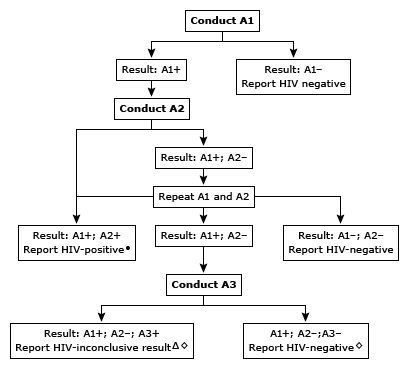 Conduct A1
Result: A1+
Result: A1–
Report HIV negative
Conduct A2
Result: A1+; A2–
Repeat A1 and A2
Result: A1+; A2+
Report HIV-positive•
Result: A1+; A2–
Result: A1–; A2–
Report HIV-negative
Conduct A3
Result: A1+; A2–; A3+
Report HIV-inconclusive resultΔ◇
A1+; A2–;A3–
Report HIV-negative◇